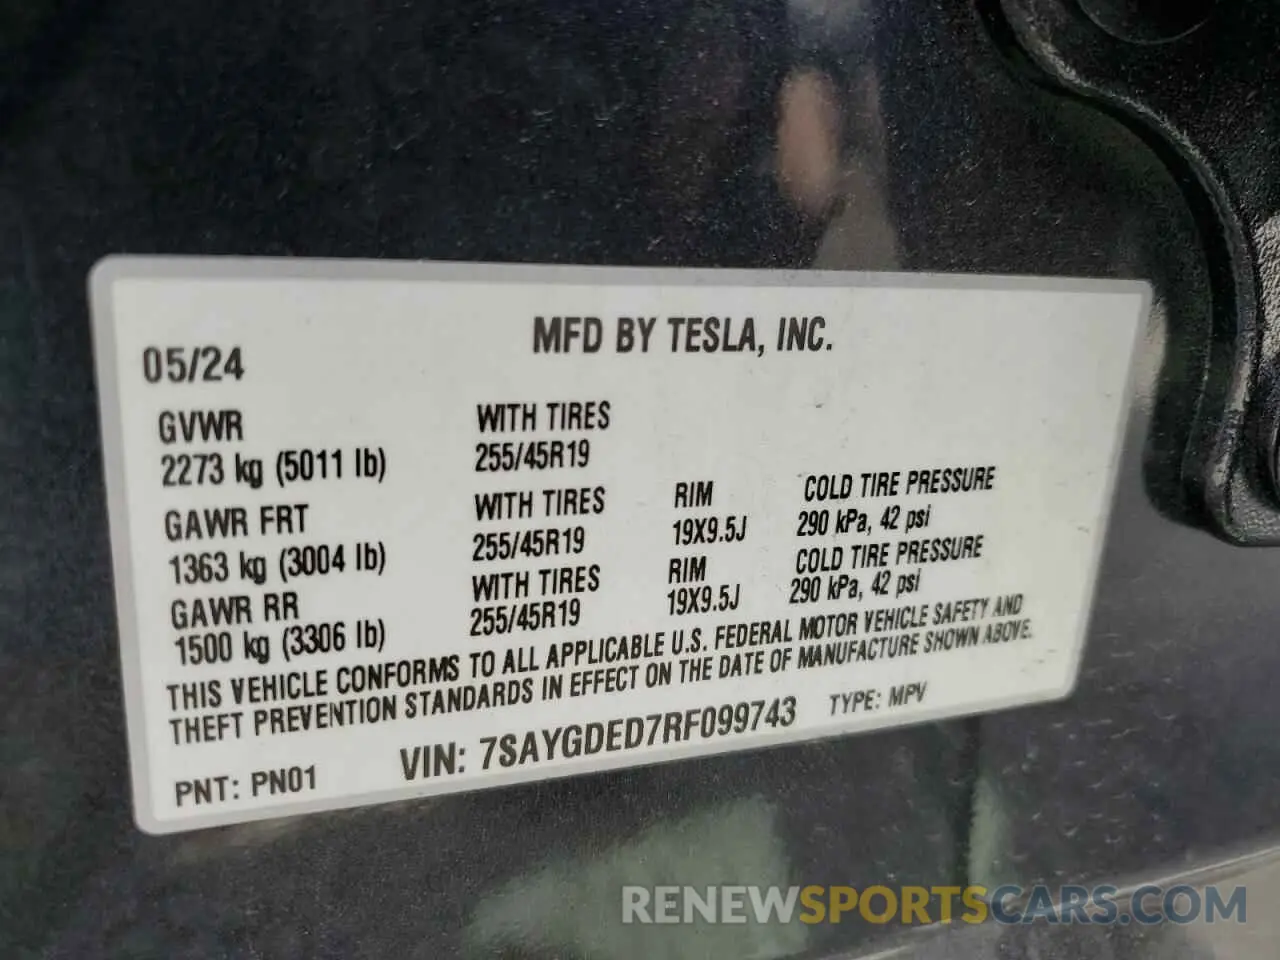 MFD BY TESLA, INC.
05/24
GVWR WITH TIRES
2273 kg (5011 lb) 255/45R19
GAWR FRT WITH TIRES RIM COLD TIRE PRESSURE
1363 kg (3004 lb) 255/45R19 19X9.5J 290 kPa, 42 psi
GAWR RR WITH TIRES RIM COLD TIRE PRESSURE
1500 kg (3306 lb) 255/45R19 19X9.5J 290 kPa, 42 psi
THIS VEHICLE CONFORMS TO ALL APPLICABLE U.S. FEDERAL MOTOR VEHICLE SAFETY AND
THEFT PREVENTION STANDARDS IN EFFECT ON THE DATE OF MANUFACTURE SHOWN ABOVE.
PNT: PN01 VIN: 7SAYGDED7RF099743 TYPE: MPV
RENEWSPORTSCARS.COM